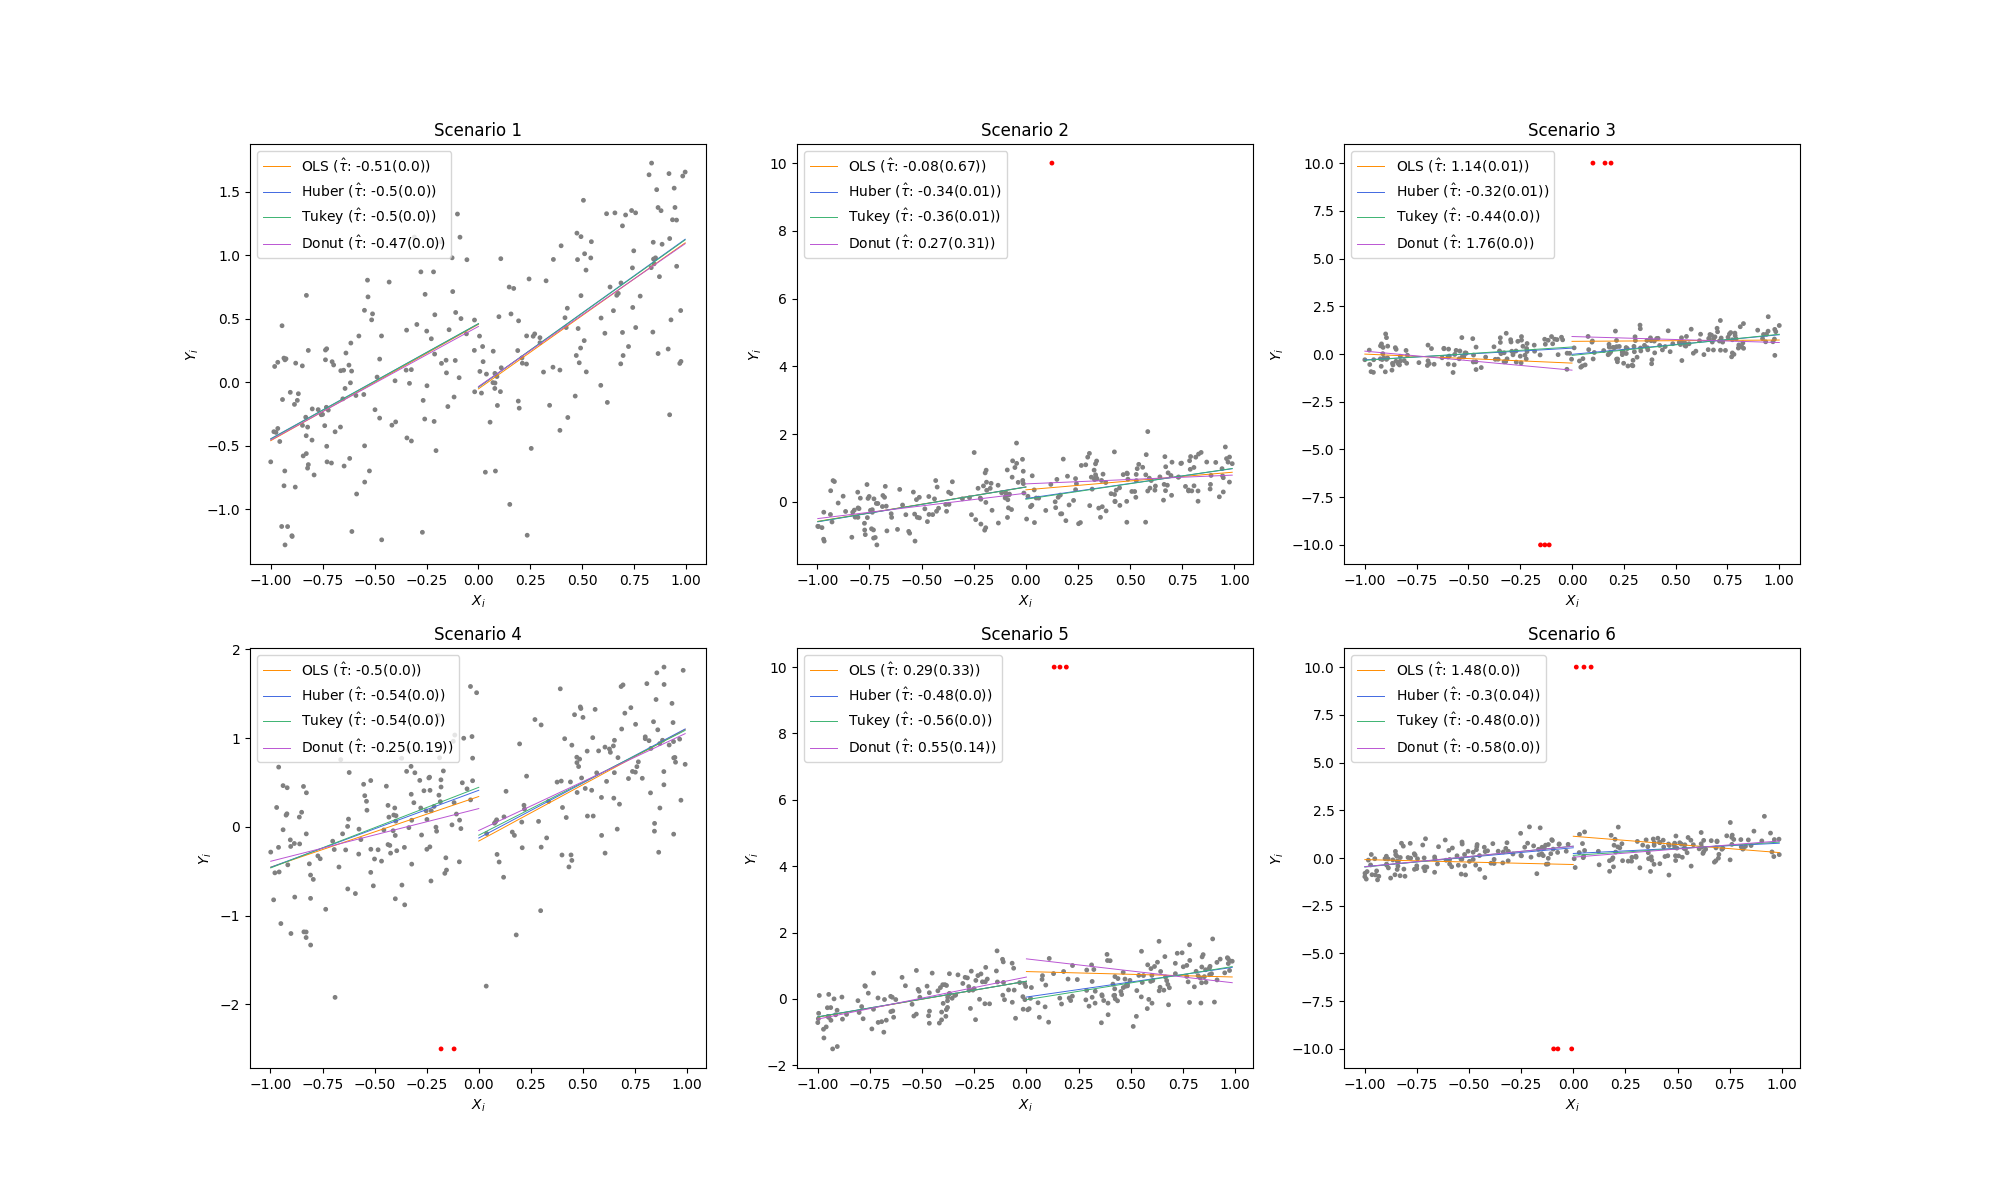 Scenario 1
OLS (τ̂: -0.51(0.0))
Huber (τ̂: -0.5(0.0))
Tukey (τ̂: -0.5(0.0))
Donut (τ̂: -0.47(0.0))
1.5
1.0
0.5
0.0
−0.5
−1.0
Yi
−1.00 −0.75 −0.50 −0.25 0.00 0.25 0.50 0.75 1.00
Xi
Scenario 2
OLS (τ̂: -0.08(0.67))
Huber (τ̂: -0.34(0.01))
Tukey (τ̂: -0.36(0.01))
Donut (τ̂: 0.27(0.31))
10
8
6
4
2
0
Yi
−1.00 −0.75 −0.50 −0.25 0.00 0.25 0.50 0.75 1.00
Xi
Scenario 3
OLS (τ̂: 1.14(0.01))
Huber (τ̂: -0.32(0.01))
Tukey (τ̂: -0.44(0.0))
Donut (τ̂: 1.76(0.0))
10.0
7.5
5.0
2.5
0.0
−2.5
−5.0
−7.5
−10.0
Yi
−1.00 −0.75 −0.50 −0.25 0.00 0.25 0.50 0.75 1.00
Xi
Scenario 4
OLS (τ̂: -0.5(0.0))
Huber (τ̂: -0.54(0.0))
Tukey (τ̂: -0.54(0.0))
Donut (τ̂: -0.25(0.19))
2
1
0
−1
−2
Yi
−1.00 −0.75 −0.50 −0.25 0.00 0.25 0.50 0.75 1.00
Xi
Scenario 5
OLS (τ̂: 0.29(0.33))
Huber (τ̂: -0.48(0.0))
Tukey (τ̂: -0.56(0.0))
Donut (τ̂: 0.55(0.14))
10
8
6
4
2
0
−2
Yi
−1.00 −0.75 −0.50 −0.25 0.00 0.25 0.50 0.75 1.00
Xi
Scenario 6
OLS (τ̂: 1.48(0.0))
Huber (τ̂: -0.3(0.04))
Tukey (τ̂: -0.48(0.0))
Donut (τ̂: -0.58(0.0))
10.0
7.5
5.0
2.5
0.0
−2.5
−5.0
−7.5
−10.0
Yi
−1.00 −0.75 −0.50 −0.25 0.00 0.25 0.50 0.75 1.00
Xi